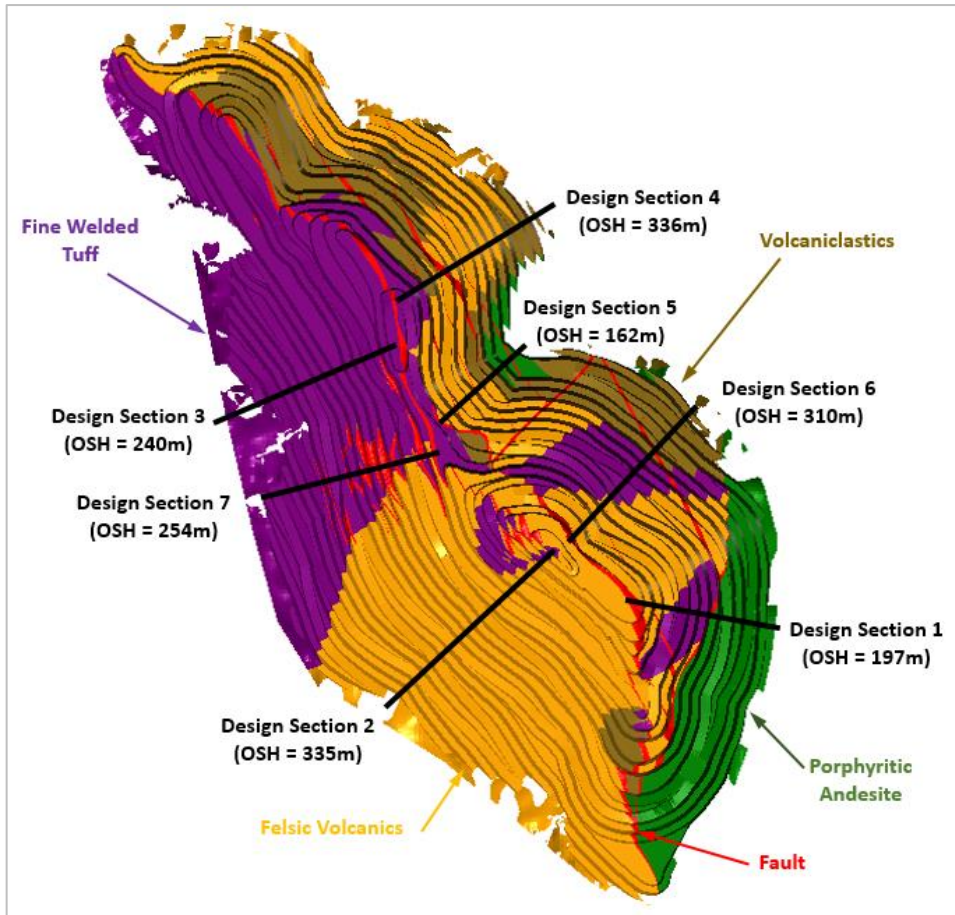 Design Section 4
(OSH = 336m)
Fine Welded
Tuff
Volcaniclastics
Design Section 5
(OSH = 162m)
Design Section 6
(OSH = 310m)
Design Section 3
(OSH = 240m)
Design Section 7
(OSH = 254m)
Design Section 1
(OSH = 197m)
Design Section 2
(OSH = 335m)
Porphyritic
Andesite
Felsic Volcanics
Fault